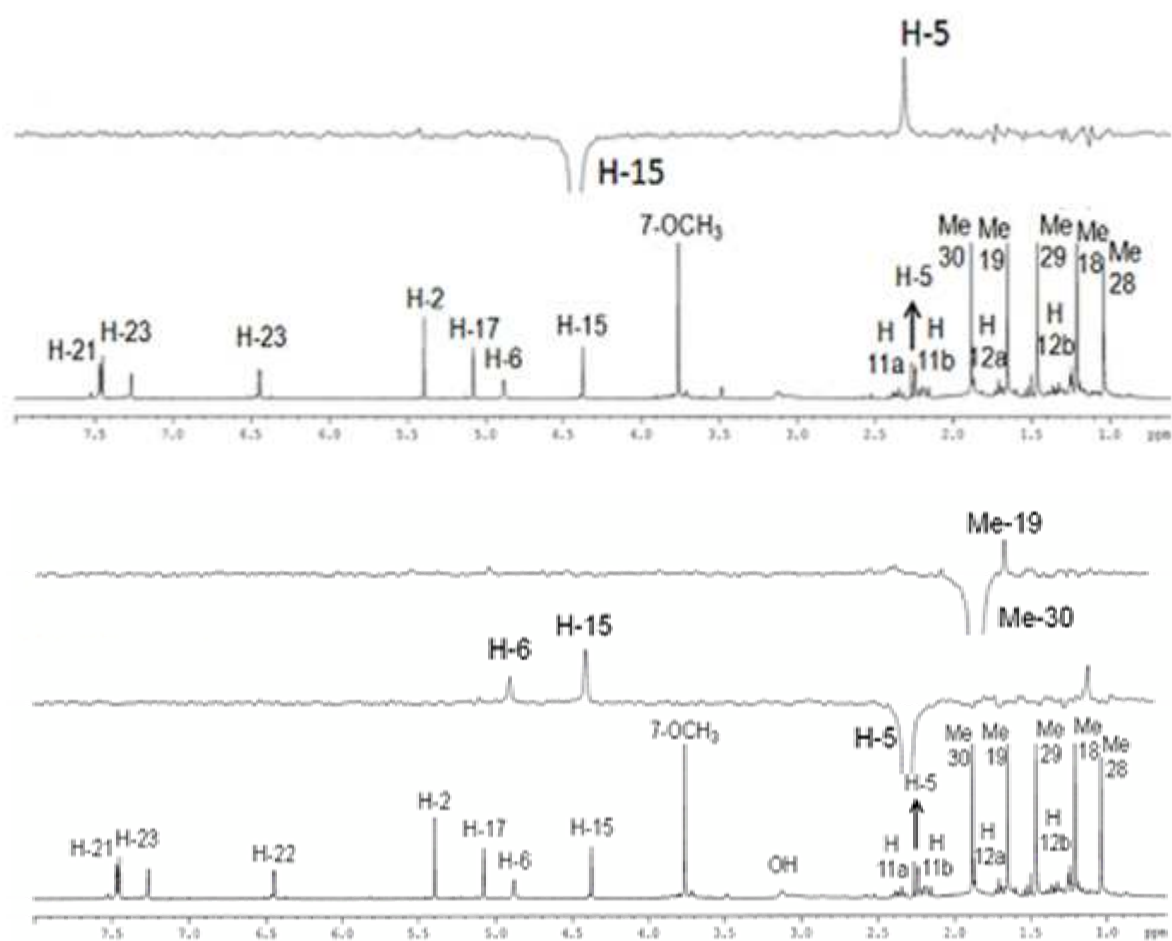 H-5
H-15
7-OCH₃
Me Me Me Me
30 19 29 18 Me
28
H-5
H-2
H-21 H-23 H-23 H-17 H-6 H-15
H H H H
11a 11b 12a 12b
7.5 7.0 6.5 6.0 5.5 5.0 4.5 4.0 3.5 3.0 2.5 2.0 1.5 1.0 ppm
Me-19
Me-30
H-15
H-6
7-OCH₃
H-5
Me Me Me Me
30 19 29 18 Me
28
H-5
H-2
H-21 H-23 H-22 H-17 H-6 H-15 OH
H H H H
11a 11b 12a 12b
7.5 7.0 6.5 6.0 5.5 5.0 4.5 4.0 3.5 3.0 2.5 2.0 1.5 1.0 ppm